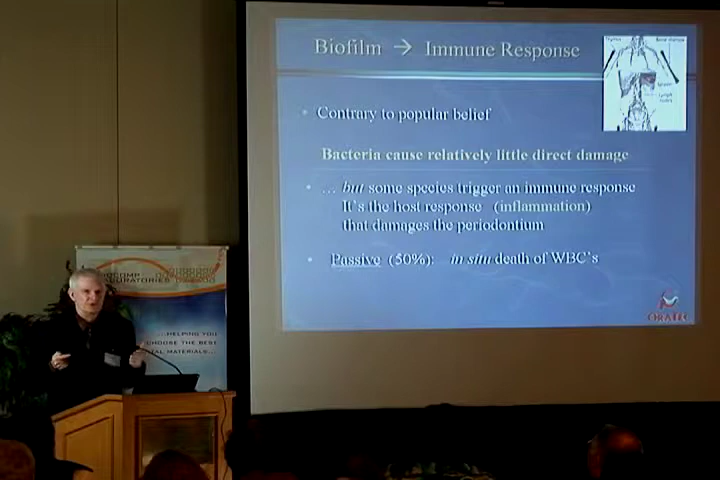 Biofilm → Immune Response
• Contrary to popular belief
Bacteria cause relatively little direct damage
• ... but some species trigger an immune response
It's the host response (inflammation)
that damages the periodontium
• Passive (50%): in situ death of WBC's
ORATEC
LABORATORIES
...HELPING YOU
CHOOSE THE BEST
MATERIALS...